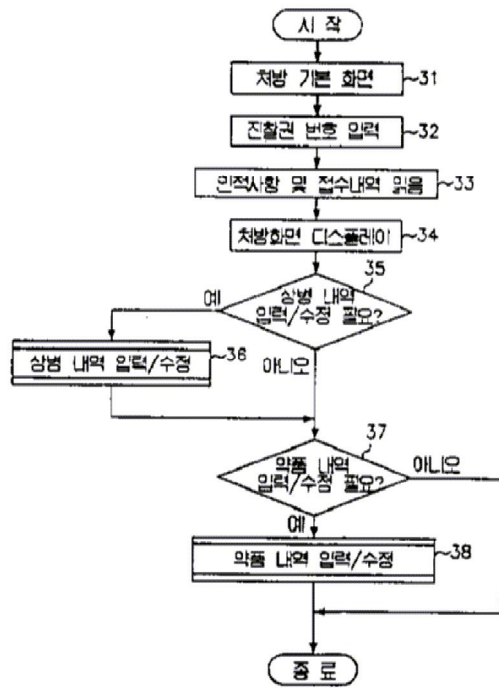 시 작
처방 기본 화면
31
진찰권 번호 입력
32
인적사항 및 접수내역 읽음
33
처방화면 디스플레이
34
35
예
상병 내역
입력/수정 필요?
상병 내역 입력/수정
36
아니오
37
약품 내역
입력/수정 필요?
아니오
예
약품 내역 입력/수정
38
종 료